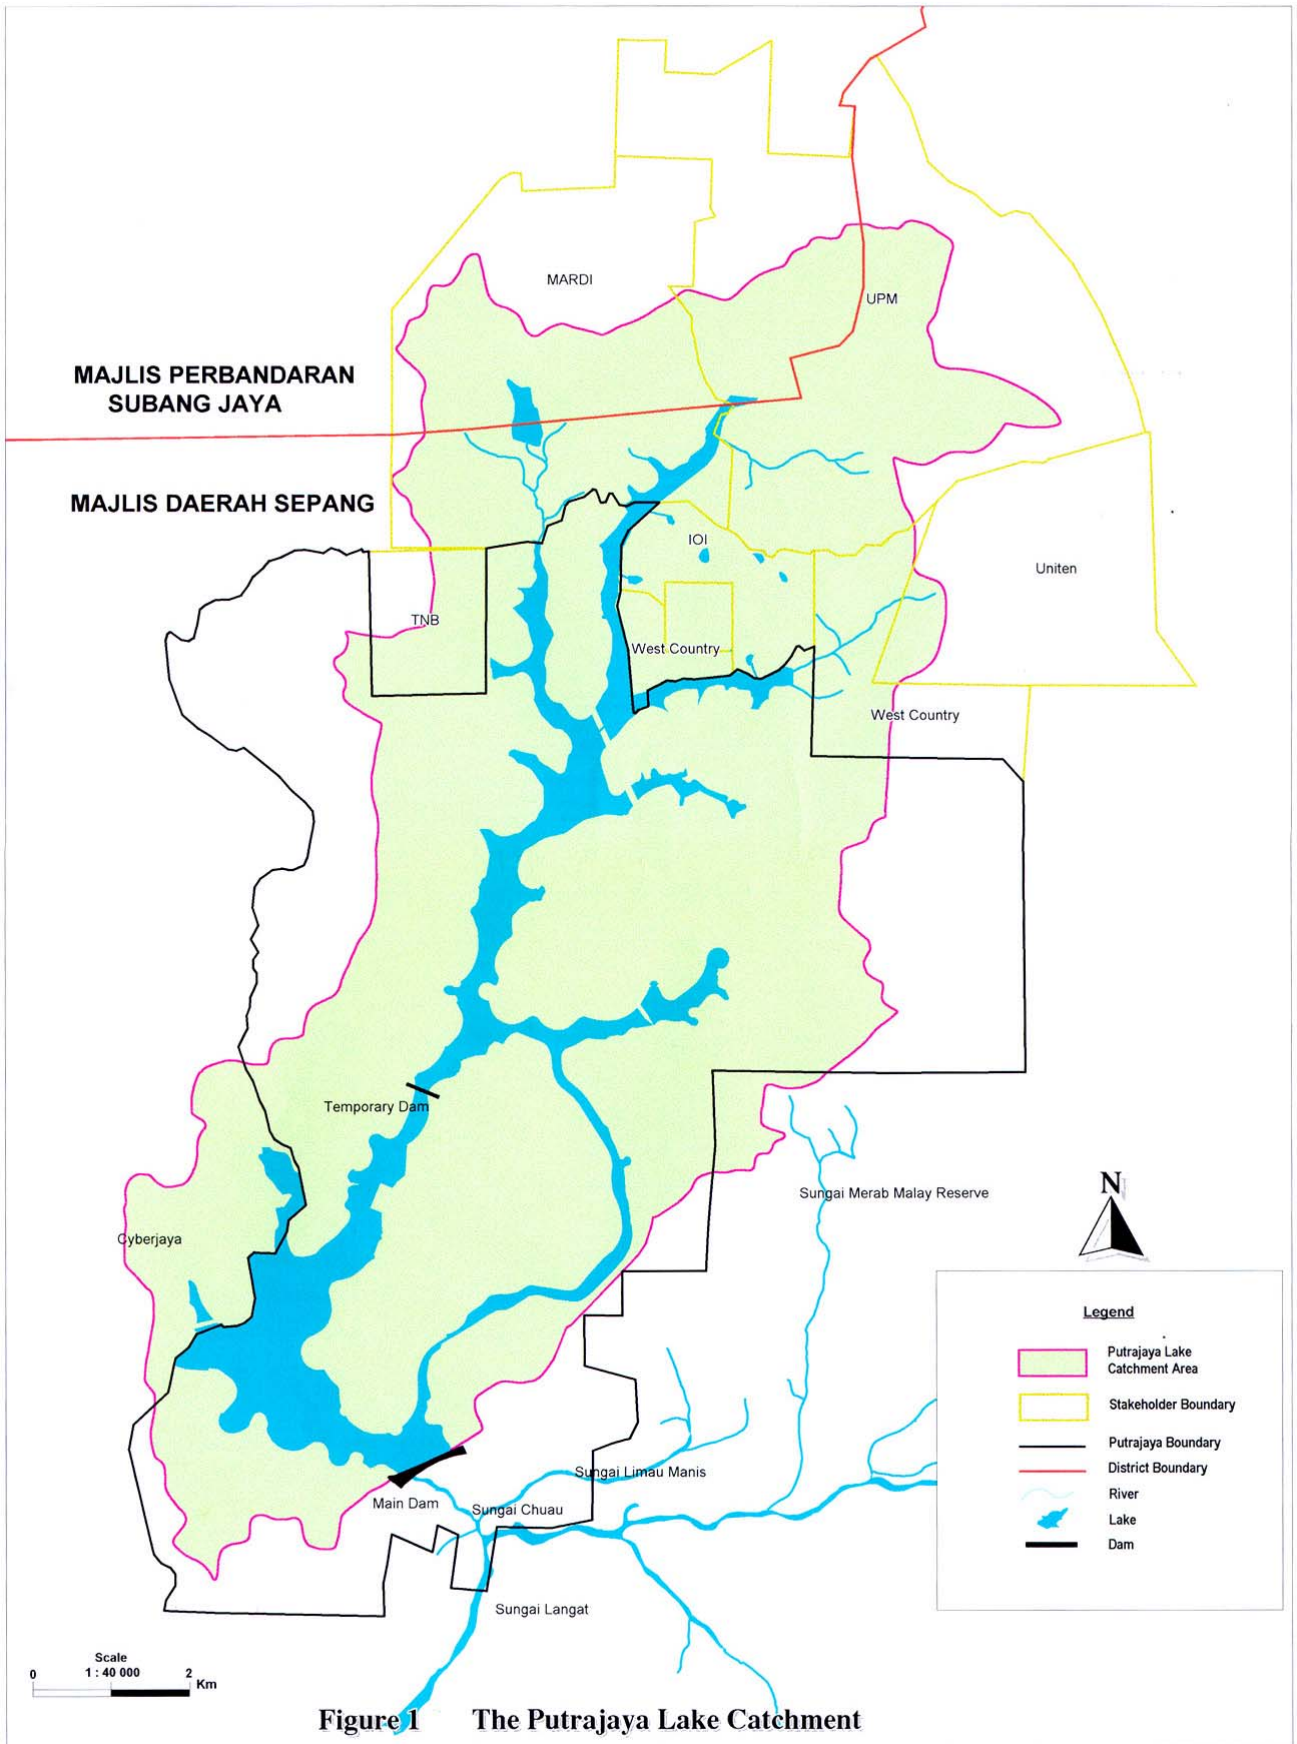 MARDI
UPM
MAJLIS PERBANDARAN
SUBANG JAYA
MAJLIS DAERAH SEPANG
IOI
Uniten
TNB
West Country
West Country
Temporary Dam
Sungai Merab Malay Reserve
N
Cyberjaya
Legend
Putrajaya Lake
Catchment Area
Stakeholder Boundary
Putrajaya Boundary
District Boundary
River
Lake
Dam
Sungai Limau Manis
Main Dam
Sungai Chuau
Sungai Langat
Scale
0 1 : 40 000 2 Km
Figure 1 The Putrajaya Lake Catchment